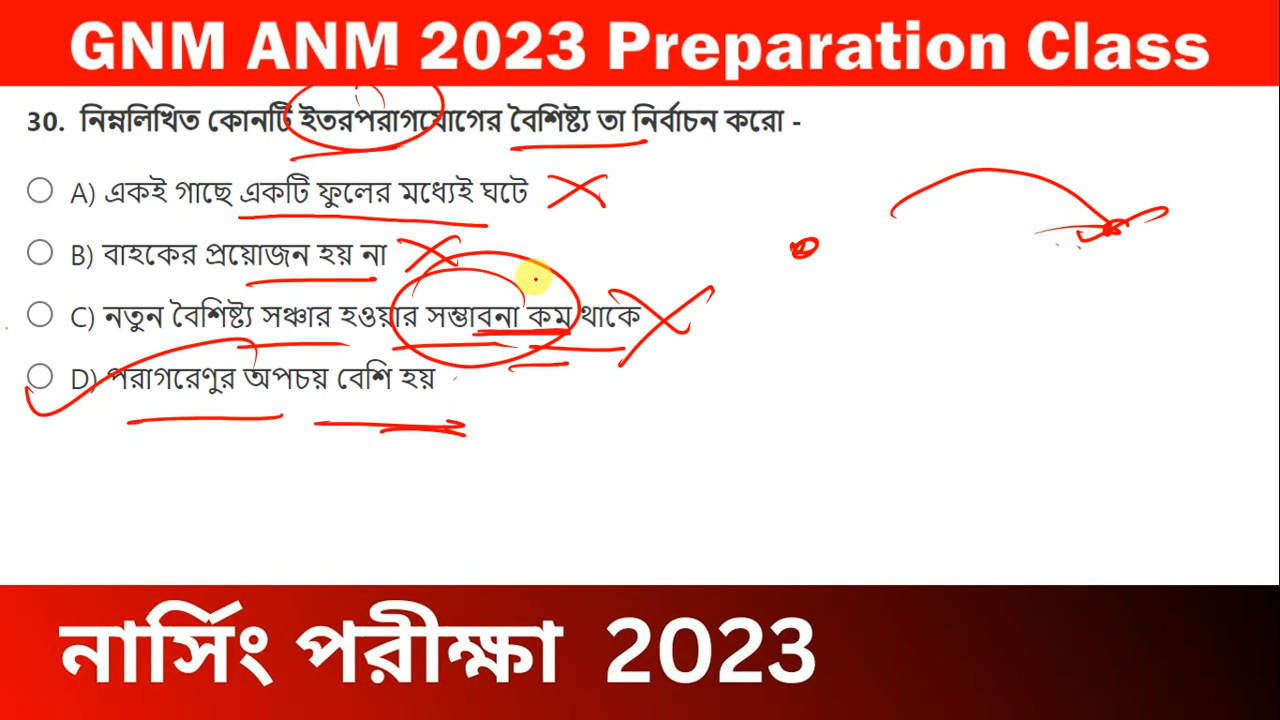 GNM ANM 2023 Preparation Class
30. নিম্নলিখিত কোনটি ইতরপরাগযোগের বৈশিষ্ট্য তা নির্বাচন করো -
A) একই গাছে একটি ফুলের মধ্যেই ঘটে
B) বাহকের প্রয়োজন হয় না
C) নতুন বৈশিষ্ট্য সঞ্চার হওয়ার সম্ভাবনা কম থাকে
D) পরাগরেণুর অপচয় বেশি হয়
নার্সিং পরীক্ষা 2023